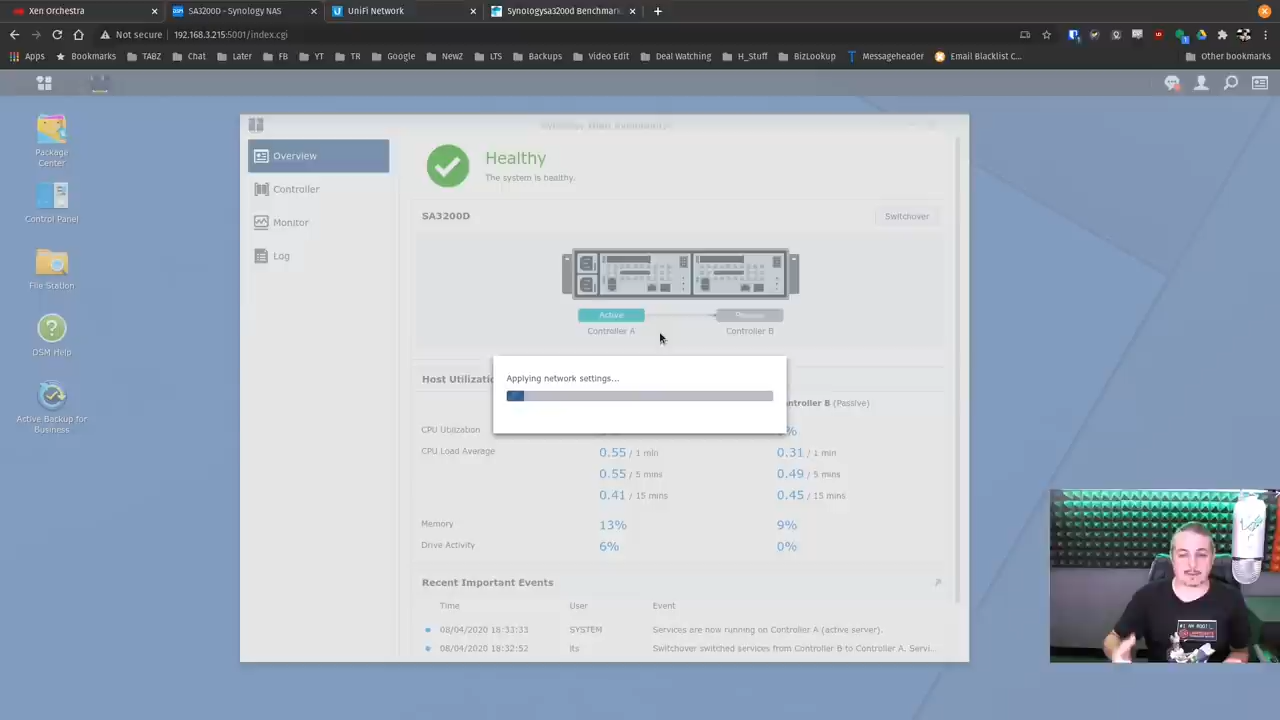 Xen Orchestra
SA3200D - Synology NAS
UniFi Network
Synologysa3200d Benchmark
Not secure
192.168.3.215:5001/index.cgi
Apps
Bookmarks
TABZ
Chat
Later
FB
YT
TR
Google
NewZ
LTS
Backups
Video Edit
Deal Watching
H_Stuff
BizLookup
Messageheader
Email Blacklist C...
Other bookmarks
Package
Center
Control Panel
File Station
DSM Help
Active Backup for
Business
Overview
Controller
Monitor
Log
Healthy
The system is healthy.
SA3200D
Switchover
Active
Passive
Controller A
Controller B
Applying network settings...
Host Utilizatio
ntroller B (Passive)
CPU Utilization
%
CPU Load Average
0.55 / 1 min
0.31 / 1 min
0.55 / 5 mins
0.49 / 5 mins
0.41 / 15 mins
0.45 / 15 mins
Memory
13%
9%
Drive Activity
6%
0%
Recent Important Events
Time
User
Event
08/04/2020 18:33:33
SYSTEM
Services are now running on Controller A (active server).
08/04/2020 18:32:52
lts
Switchover switched services from Controller B to Controller A. Servi...